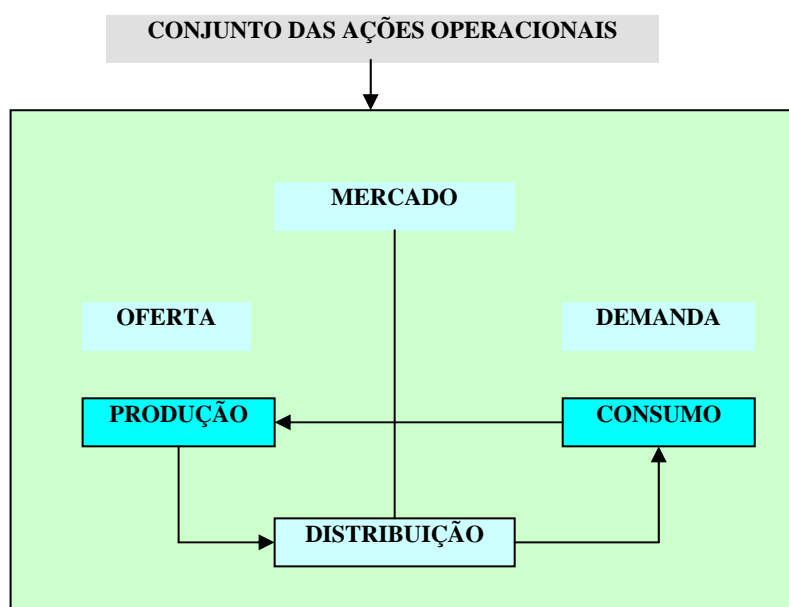 CONJUNTO DAS AÇÕES OPERACIONAIS
MERCADO
OFERTA
DEMANDA
PRODUÇÃO
CONSUMO
DISTRIBUIÇÃO